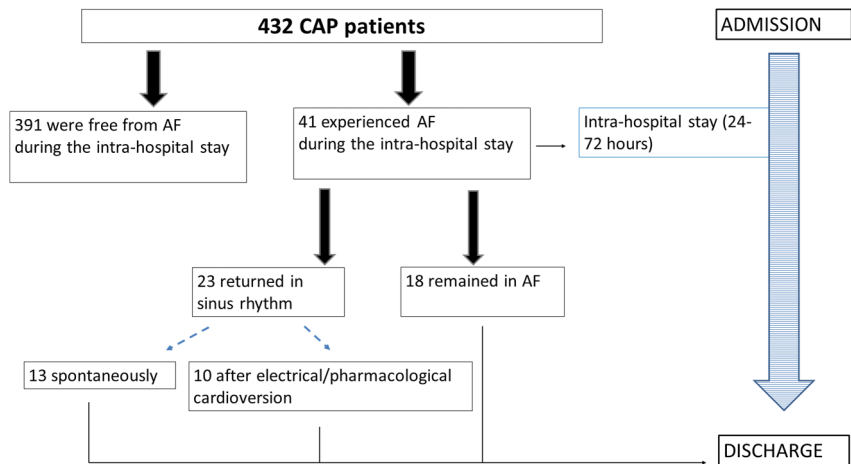 432 CAP patients
ADMISSION
391 were free from AF
during the intra-hospital stay
41 experienced AF
during the intra-hospital stay
Intra-hospital stay (24-
72 hours)
23 returned in
sinus rhythm
18 remained in AF
13 spontaneously
10 after electrical/pharmacological
cardioversion
DISCHARGE